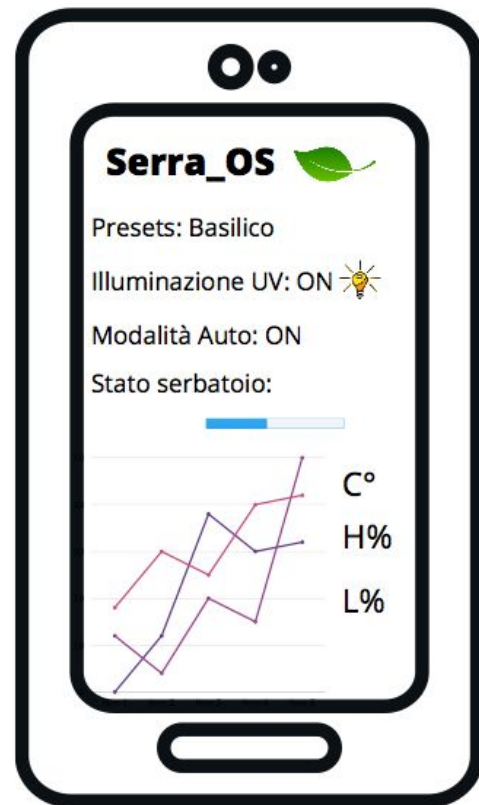 Serra_OS
Presets: Basilico
Illuminazione UV: ON
Modalità Auto: ON
Stato serbatoio:
C°
H%
L%